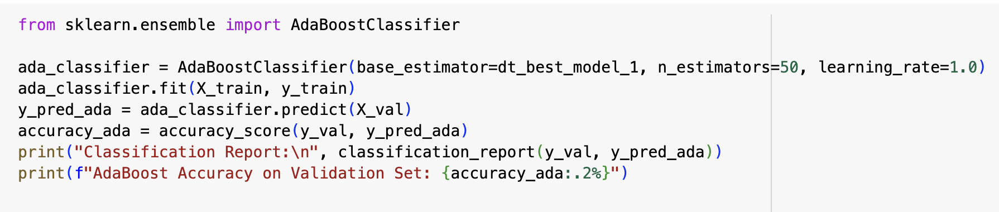 from sklearn.ensemble import AdaBoostClassifier
ada_classifier = AdaBoostClassifier(base_estimator=dt_best_model_1, n_estimators=50, learning_rate=1.0)
ada_classifier.fit(X_train, y_train)
y_pred_ada = ada_classifier.predict(X_val)
accuracy_ada = accuracy_score(y_val, y_pred_ada)
print("Classification Report:\n", classification_report(y_val, y_pred_ada))
print(f"AdaBoost Accuracy on Validation Set: {accuracy_ada:.2%}")